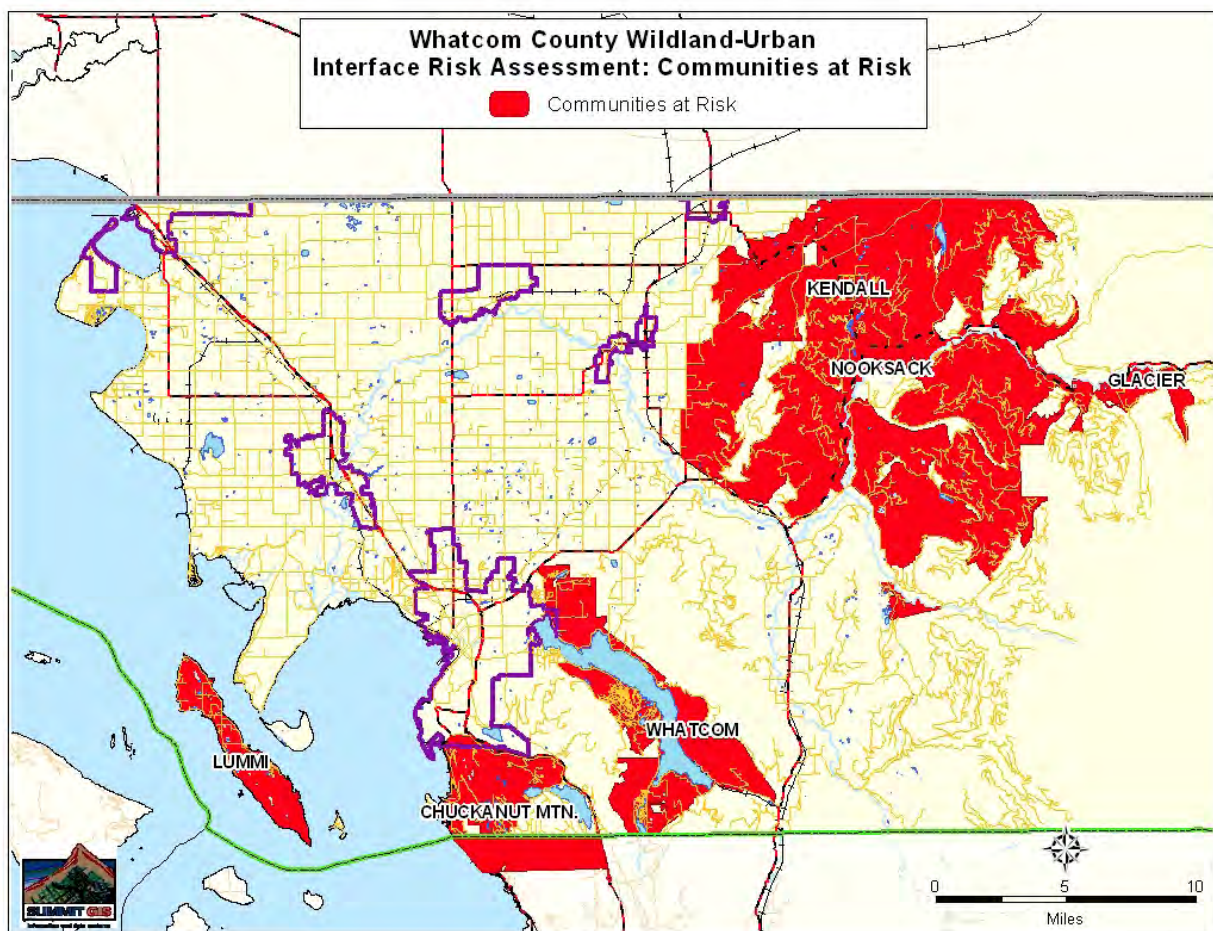 Whatcom County Wildland-Urban
Interface Risk Assessment: Communities at Risk
Communities at Risk
KENDALL
NOOKSACK
GLACIER
WHATCOM
LUMMI
CHUCKANUT MTN.
SUMMIT GIS
0 5 10
Miles